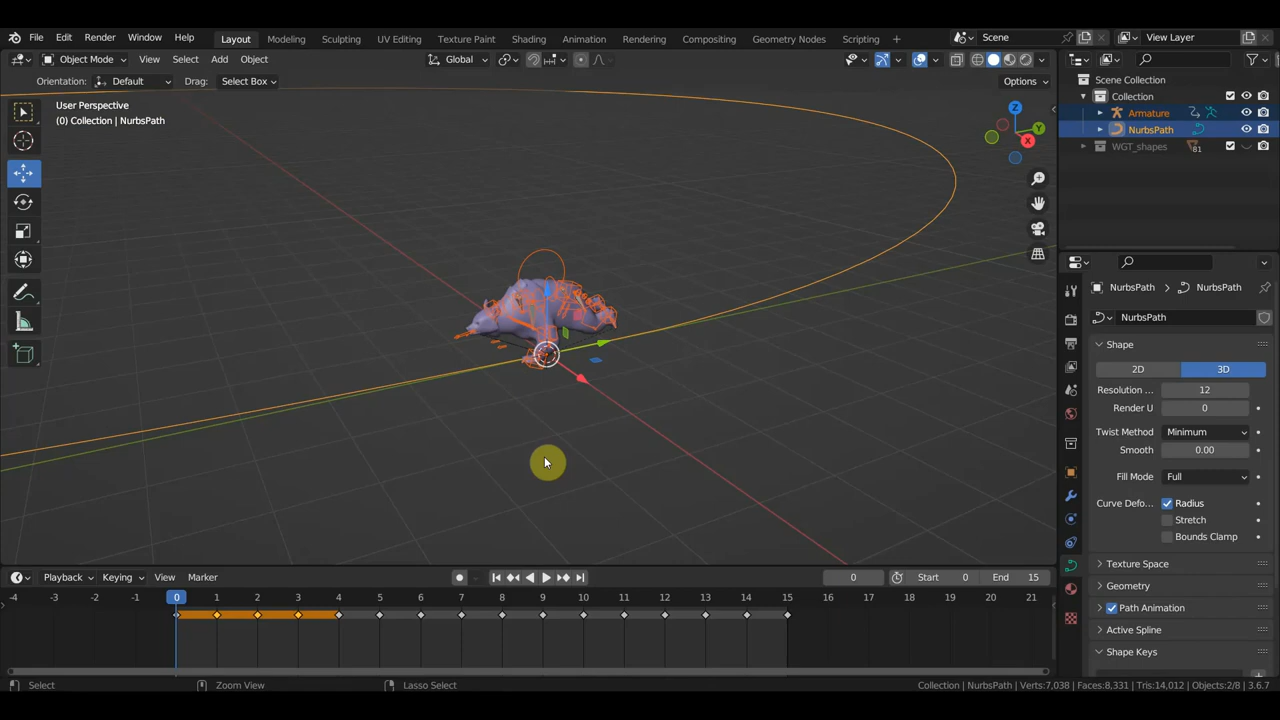 File Edit Render Window Help Layout Modeling Sculpting UV Editing Texture Paint Shading Animation Rendering Compositing Geometry Nodes Scripting + Scene View Layer
Object Mode View Select Add Object Global Options
Orientation: Default Drag: Select Box
User Perspective
(0) Collection | NurbsPath
Z
Y
X
Scene Collection
Collection
Armature
NurbsPath
WGT_shapes 81
NurbsPath > NurbsPath
NurbsPath
Shape
2D 3D
Resolution ... 12
Render U 0
Twist Method Minimum
Smooth 0.00
Fill Mode Full
Curve Defo... Radius
Stretch
Bounds Clamp
Texture Space
Geometry
Path Animation
Active Spline
Shape Keys
Playback Keying View Marker 0 Start 0 End 15
-4 -3 -2 -1 0 1 2 3 4 5 6 7 8 9 10 11 12 13 14 15 16 17 18 19 20 21
Select Zoom View Lasso Select Collection | NurbsPath | Verts:7,038 | Faces:8,331 | Tris:14,012 | Objects:2/8 | 3.6.7